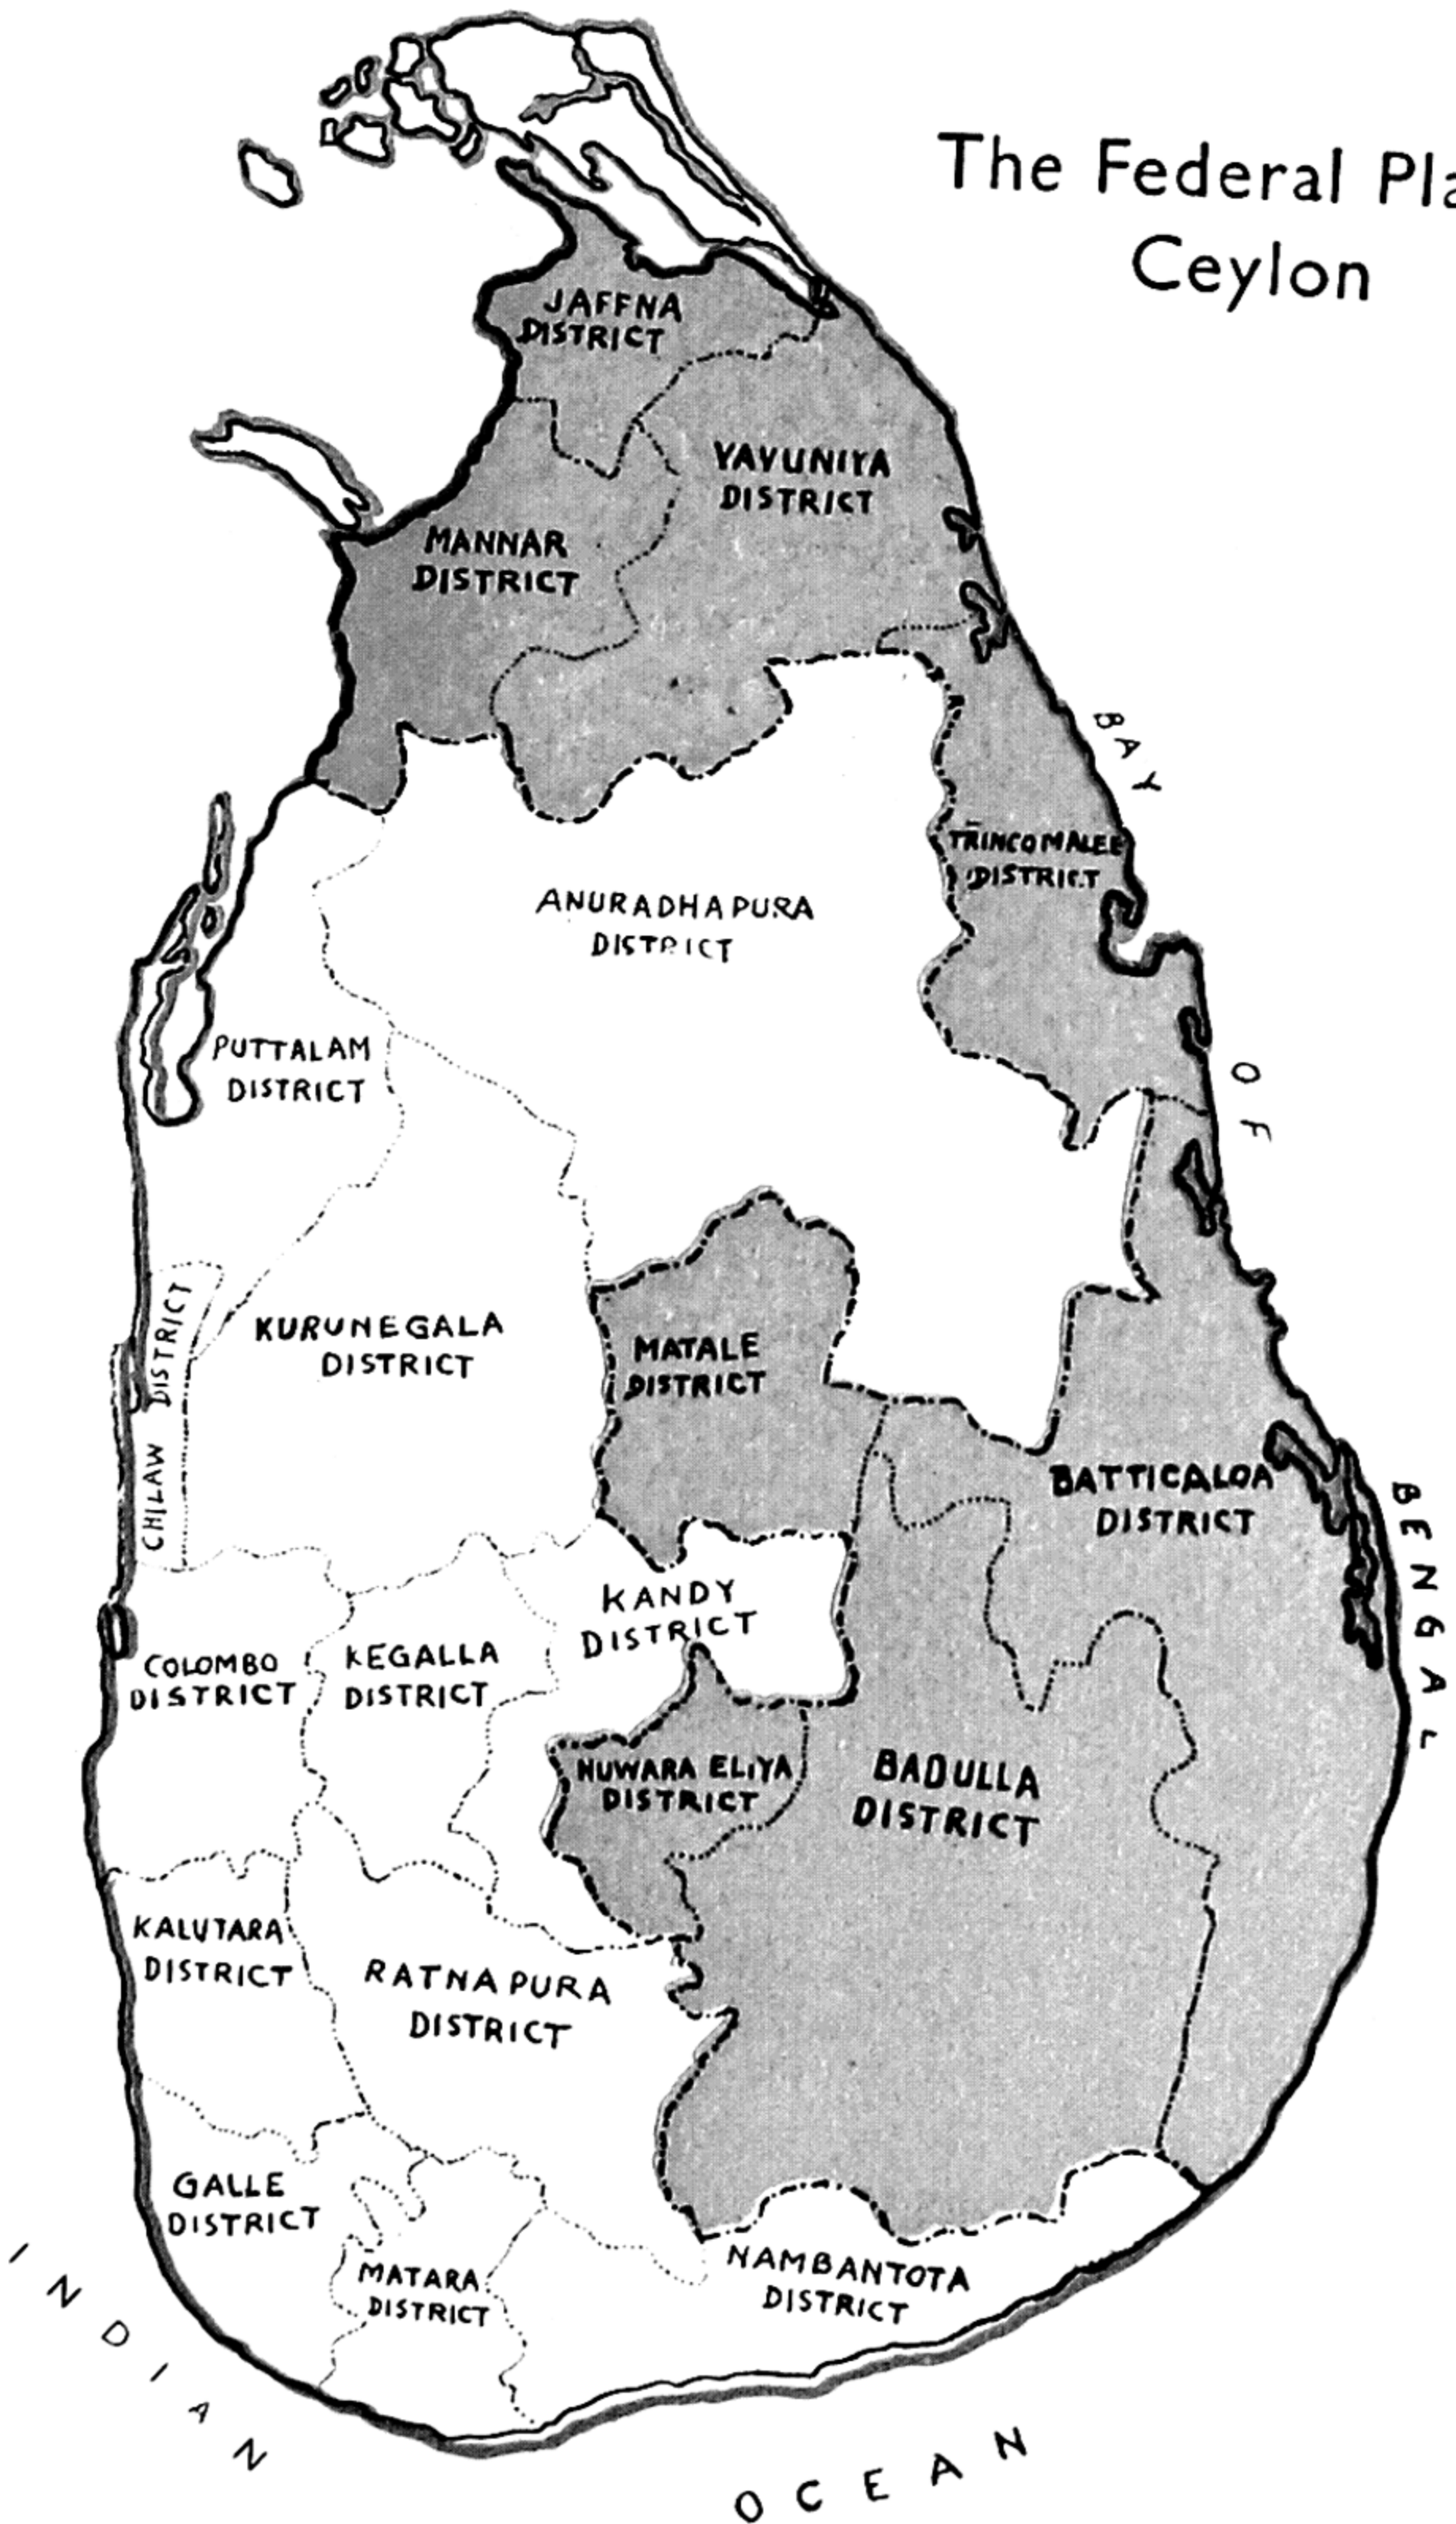 The Federal Pla
Ceylon
JAFFNA
DISTRICT
VAVUNIYA
DISTRICT
MANNAR
DISTRICT
TRINCOMALEE
DISTRICT
ANURADHAPURA
DISTRICT
PUTTALAM
DISTRICT
KURUNEGALA
DISTRICT
MATALE
DISTRICT
CHILAW DISTRICT
BATTICALOA
DISTRICT
KANDY
DISTRICT
COLOMBO
DISTRICT
KEGALLA
DISTRICT
NUWARA ELIYA
DISTRICT
BADULLA
DISTRICT
KALUTARA
DISTRICT
RATNAPURA
DISTRICT
GALLE
DISTRICT
MATARA
DISTRICT
NAMBANTOTA
DISTRICT
BAY OF BENGAL
INDIAN OCEAN